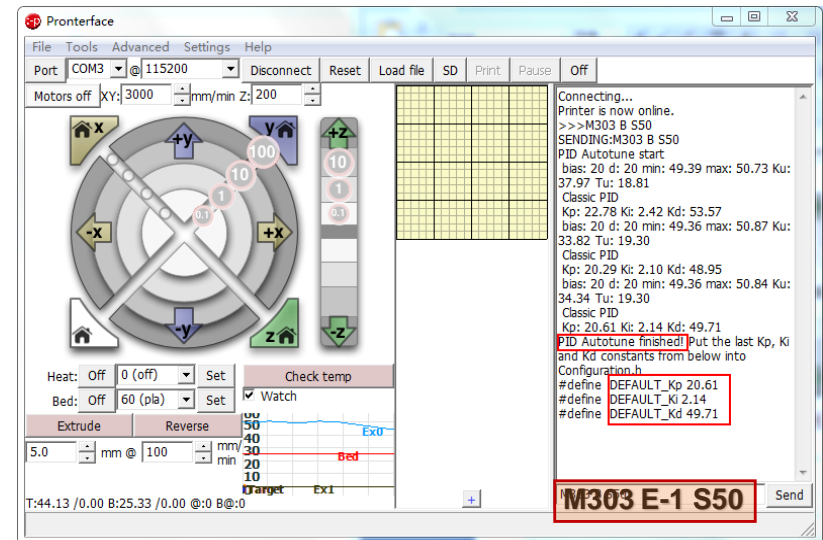 Pronterface
File Tools Advanced Settings Help
Port COM3 @ 115200 Disconnect Reset Load file SD Print Pause Off
Motors off XY: 3000 mm/min Z: 200
x
+y
y
100
10
1
0.1
-x
+x
-y
z
+z
10
1
0.1
-z
Heat: Off 0 (off) Set Check temp
Bed: Off 60 (pla) Set Watch
Extrude Reverse
5.0 mm @ 100 mm/
min
50
40
30
20
10
Ex0
Bed
Target Ex1
T:44.13 /0.00 B:25.33 /0.00 @:0 B@:0
+
Connecting...
Printer is now online.
>>>M303 B S50
SENDING:M303 B S50
PID Autotune start
bias: 20 d: 20 min: 49.39 max: 50.73 Ku:
37.97 Tu: 18.81
Classic PID
Kp: 22.78 Ki: 2.42 Kd: 53.57
bias: 20 d: 20 min: 49.36 max: 50.87 Ku:
33.82 Tu: 19.30
Classic PID
Kp: 20.29 Ki: 2.10 Kd: 48.95
bias: 20 d: 20 min: 49.36 max: 50.84 Ku:
34.34 Tu: 19.30
Classic PID
Kp: 20.61 Ki: 2.14 Kd: 49.71
PID Autotune finished! Put the last Kp, Ki
and Kd constants from below into
Configuration.h
#define DEFAULT_Kp 20.61
#define DEFAULT_Ki 2.14
#define DEFAULT_Kd 49.71
M303 E-1 S50
Send